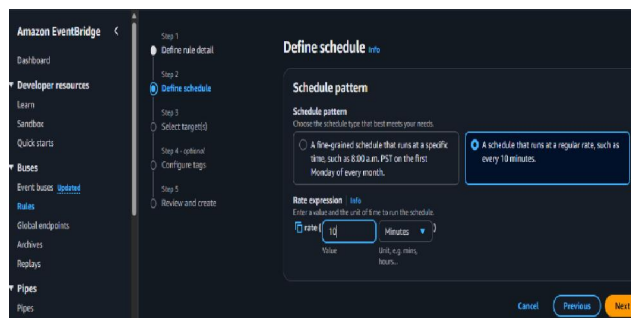 Amazon EventBridge
Dashboard
Developer resources
Learn
Sandbox
Quick starts
Buses
Event buses Updated
Rules
Global endpoints
Archives
Replays
Pipes
Pipes
Step 1
Define rule detail
Step 2
Define schedule
Step 3
Select target(s)
Step 4 - optional
Configure tags
Step 5
Review and create
Define schedule Info
Schedule pattern
Schedule pattern
Choose the schedule type that best meets your needs.
A fine-grained schedule that runs at a specific
time, such as 8:00 a.m. PST on the first
Monday of every month.
A schedule that runs at a regular rate, such as
every 10 minutes.
Rate expression Info
Enter a value and the unit of time to run the schedule.
rate ( 10 Minutes )
Value
Unit, e.g. mins,
hours...
Cancel
Previous
Next